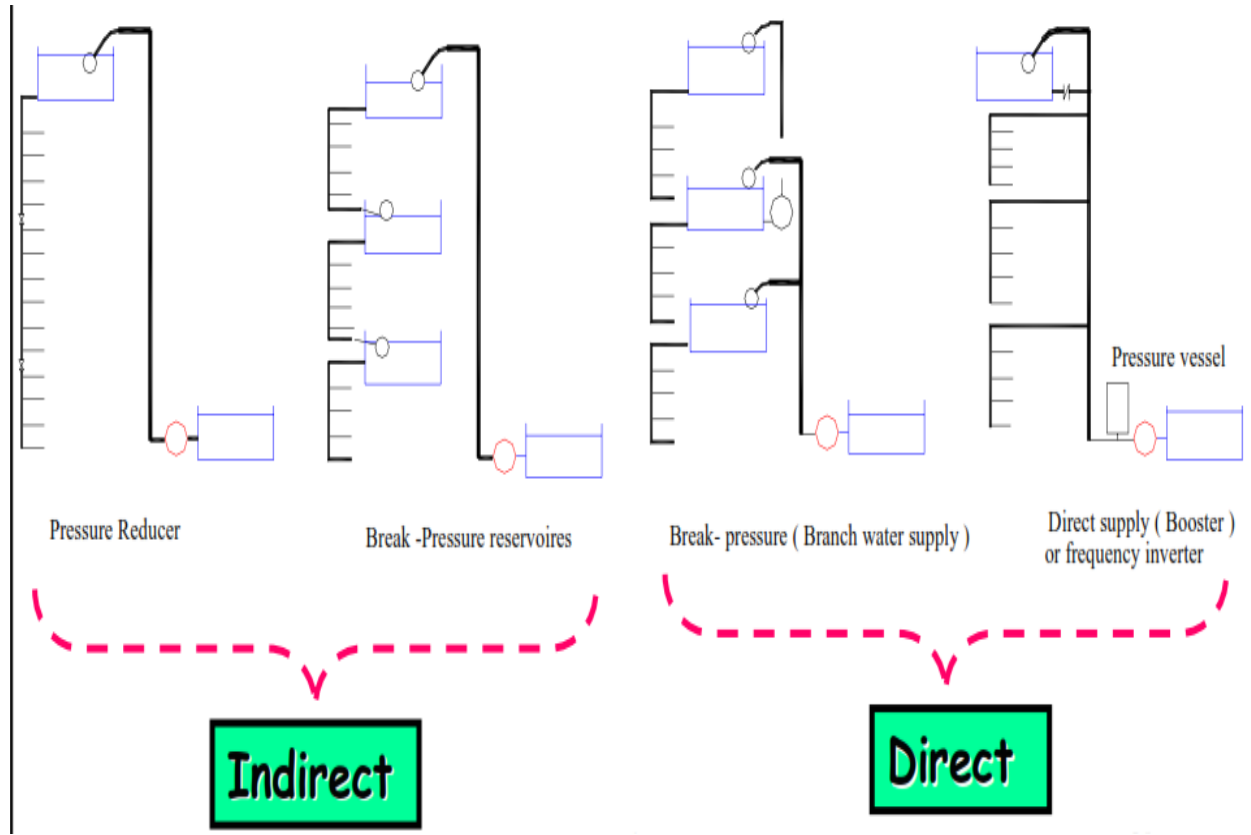 Pressure vessel
Pressure Reducer
Break -Pressure reservoires
Break- pressure ( Branch water supply )
Direct supply ( Booster )
or frequency inverter
Indirect
Direct